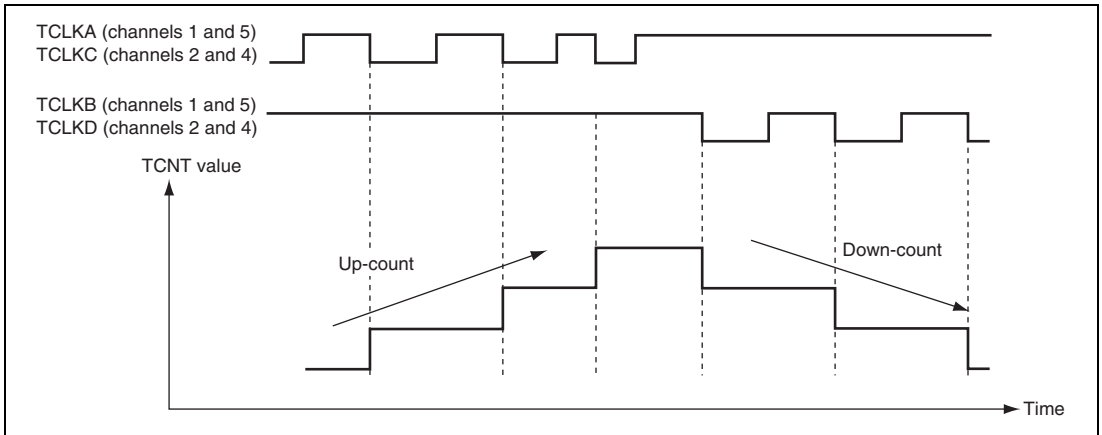 TCLKA (channels 1 and 5)
TCLKC (channels 2 and 4)
TCLKB (channels 1 and 5)
TCLKD (channels 2 and 4)
TCNT value
Up-count
Down-count
Time